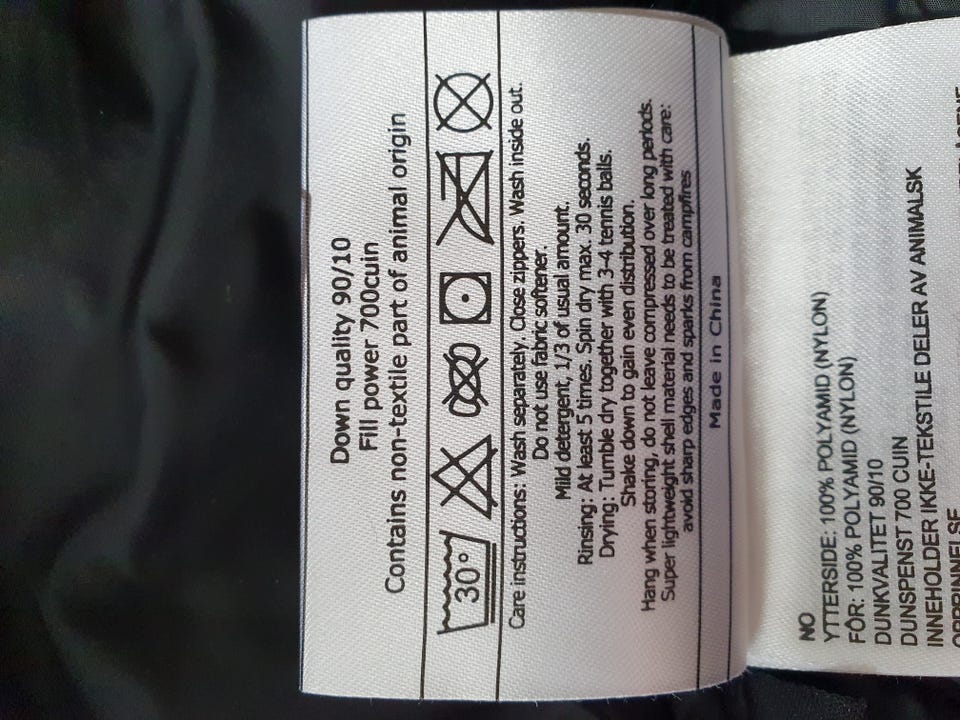 Down quality 90/10
Fill power 700cuin
Contains non-textile part of animal origin
30°
Care instructions: Wash separately. Close zippers. Wash inside out.
Do not use fabric softener.
Mild detergent, 1/3 of usual amount.
Rinsing: At least 5 times. Spin dry max. 30 seconds.
Drying: Tumble dry together with 3-4 tennis balls.
Shake down to gain even distribution.
Hang when storing, do not leave compressed over long periods.
Super lightweight shell material needs to be treated with care:
avoid sharp edges and sparks from campfires
Made in China
NO
YTTERSIDE: 100% POLYAMID (NYLON)
FÔR: 100% POLYAMID (NYLON)
DUNKVALITET 90/10
DUNSPENST 700 CUIN
INNEHOLDER IKKE-TEKSTILE DELER AV ANIMALSK